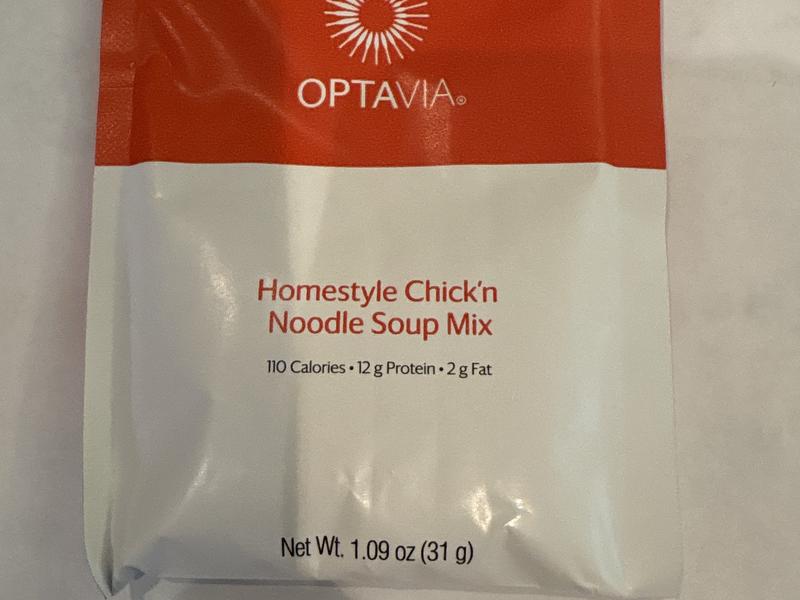 OPTAVIA®
Homestyle Chick'n
Noodle Soup Mix
110 Calories • 12 g Protein • 2 g Fat
Net Wt. 1.09 oz (31 g)